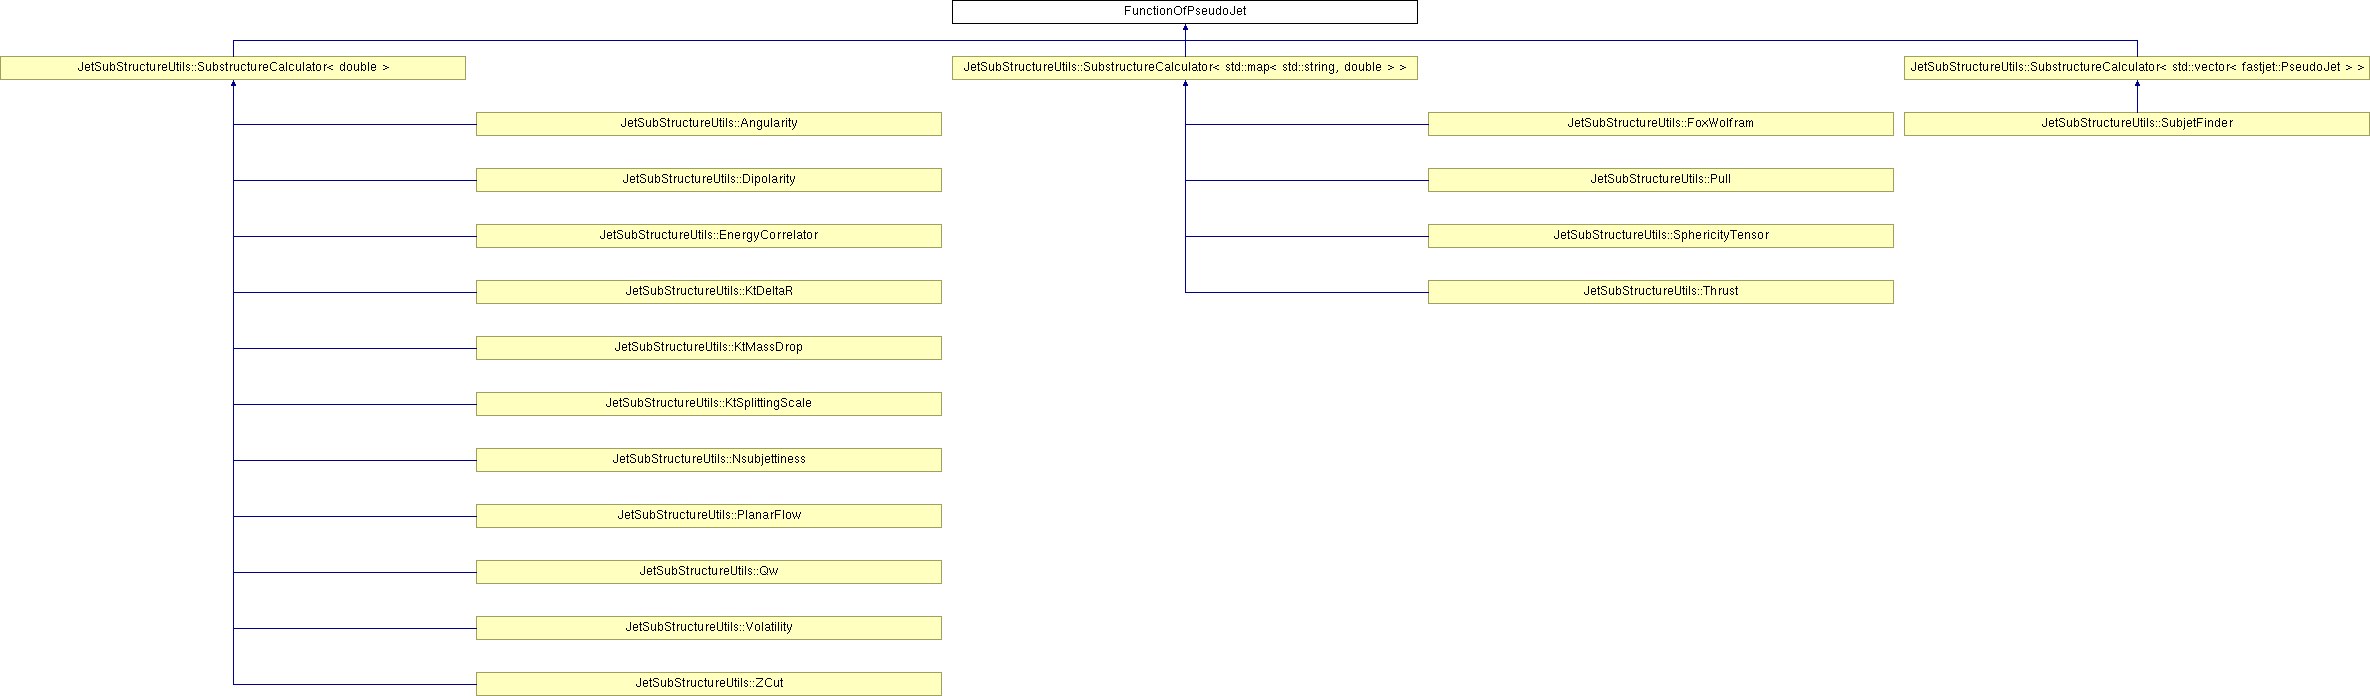 FunctionOfPseudoJet
JetSubStructureUtils::SubstructureCalculator< double >
JetSubStructureUtils::SubstructureCalculator< std::map< std::string, double > >
JetSubStructureUtils::SubstructureCalculator< std::vector< fastjet::PseudoJet > >
JetSubStructureUtils::Angularity
JetSubStructureUtils::FoxWolfram
JetSubStructureUtils::SubjetFinder
JetSubStructureUtils::Dipolarity
JetSubStructureUtils::Pull
JetSubStructureUtils::EnergyCorrelator
JetSubStructureUtils::SphericityTensor
JetSubStructureUtils::KtDeltaR
JetSubStructureUtils::Thrust
JetSubStructureUtils::KtMassDrop
JetSubStructureUtils::KtSplittingScale
JetSubStructureUtils::Nsubjettiness
JetSubStructureUtils::PlanarFlow
JetSubStructureUtils::Qw
JetSubStructureUtils::Volatility
JetSubStructureUtils::ZCut